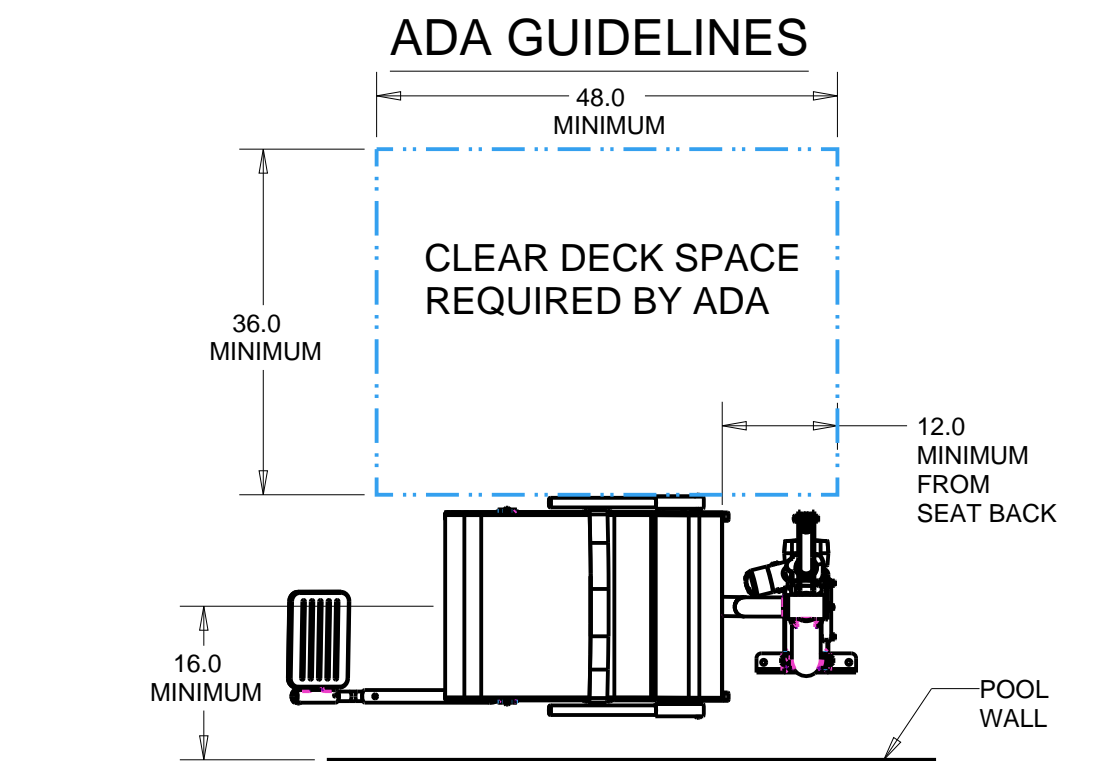 ADA GUIDELINES
48.0
MINIMUM
CLEAR DECK SPACE
REQUIRED BY ADA
36.0
MINIMUM
12.0
MINIMUM
FROM
SEAT BACK
16.0
MINIMUM
POOL
WALL